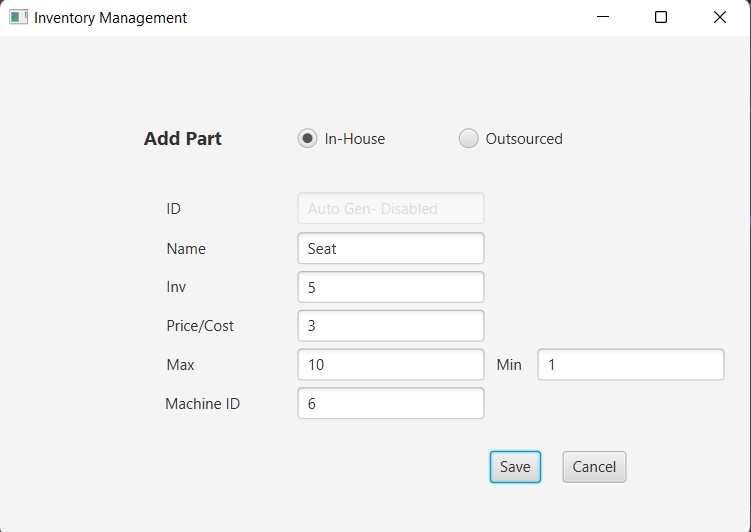 Inventory Management
Add Part In-House Outsourced
ID Auto Gen- Disabled
Name Seat
Inv 5
Price/Cost 3
Max 10 Min 1
Machine ID 6
Save Cancel